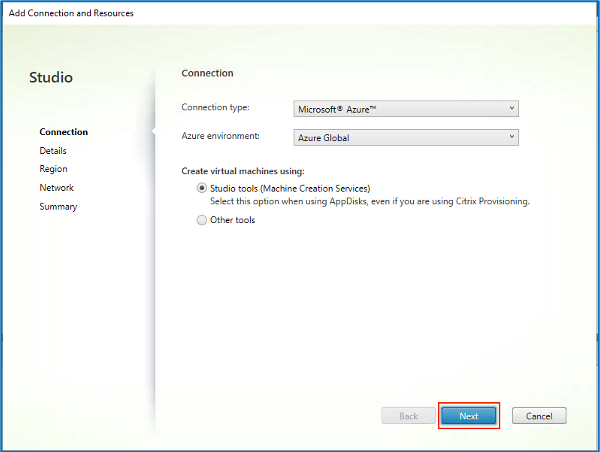 Add Connection and Resources
Studio
Connection
Details
Region
Network
Summary
Connection
Connection type: Microsoft® Azure™
Azure environment: Azure Global
Create virtual machines using:
Studio tools (Machine Creation Services)
Select this option when using AppDisks, even if you are using Citrix Provisioning.
Other tools
Back Next Cancel